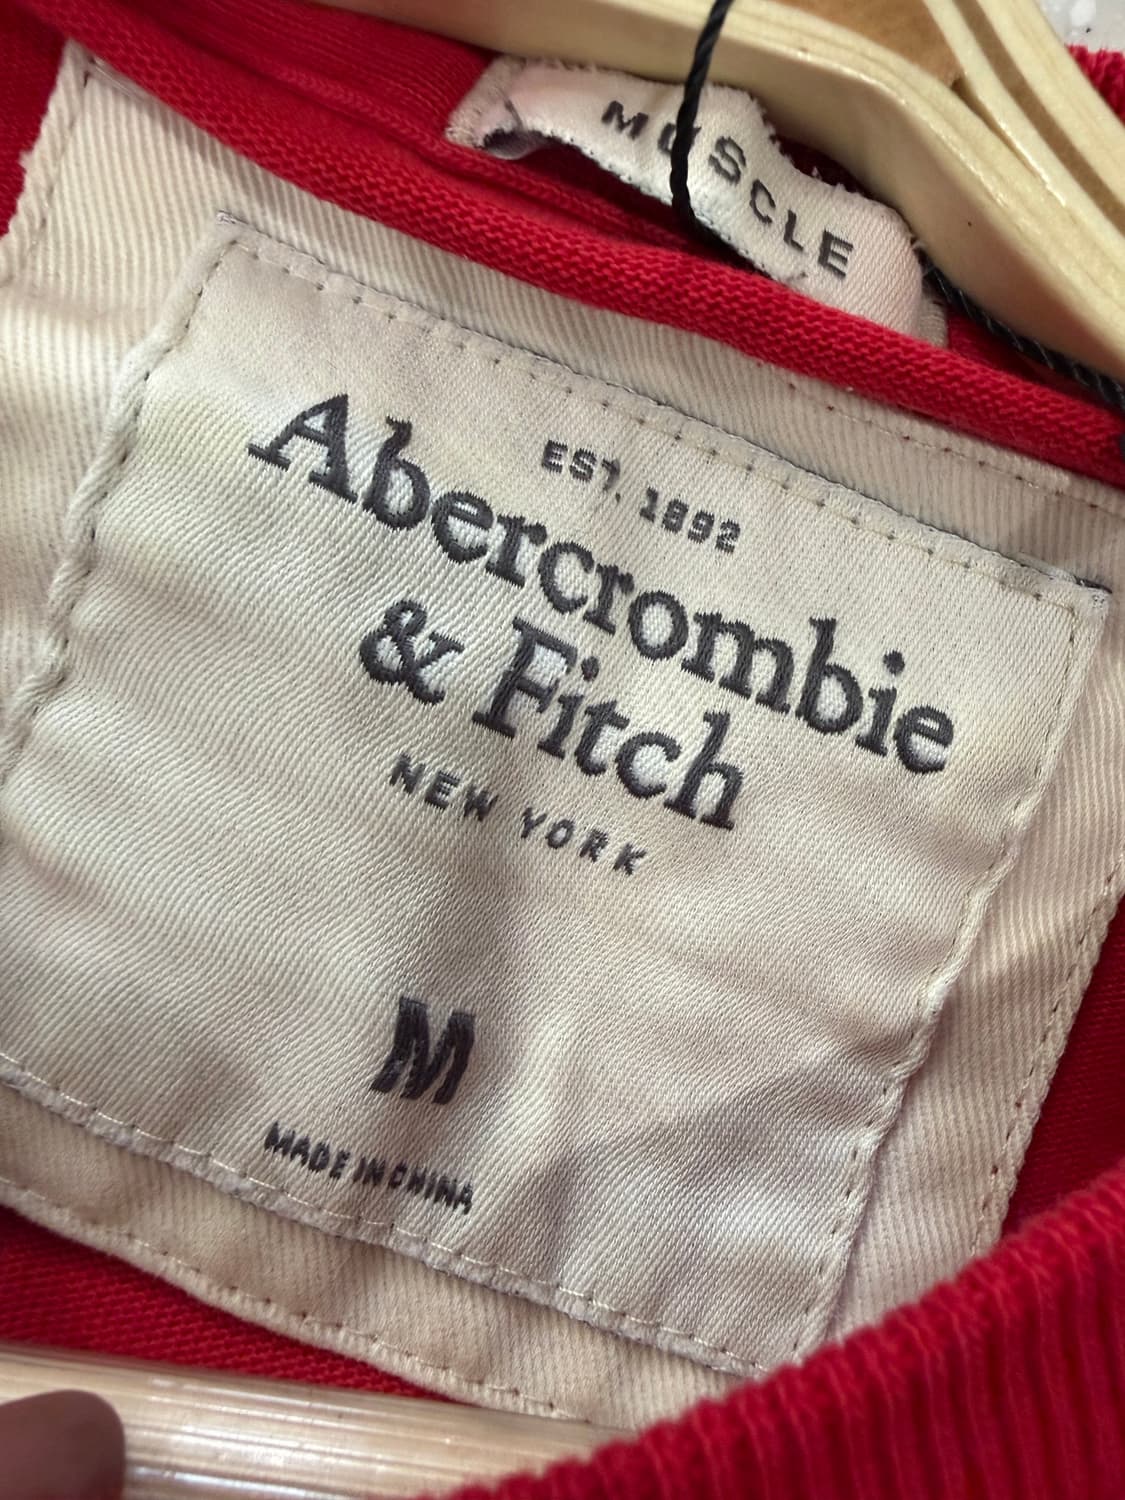 MUSCLE
EST. 1892
Abercrombie
& Fitch
NEW YORK
M
MADE IN CHINA